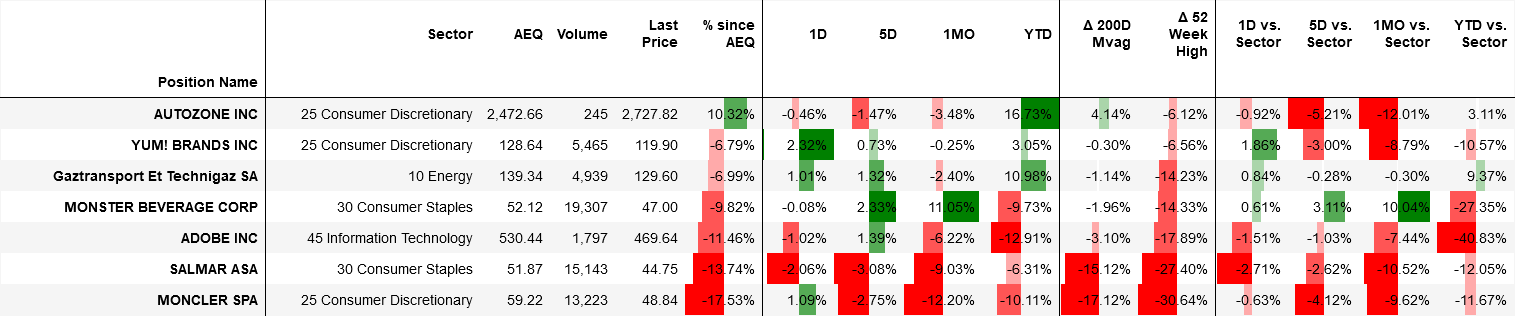 Position Name Sector AEQ Volume Last Price % since AEQ 1D 5D 1MO YTD Δ 200D Mvag Δ 52 Week High 1D vs. Sector 5D vs. Sector 1MO vs. Sector YTD vs. Sector
AUTOZONE INC 25 Consumer Discretionary 2,472.66 245 2,727.82 10.32% -0.46% -1.47% -3.48% 16.73% 4.14% -6.12% -0.92% -5.21% -12.01% 3.11%
YUM! BRANDS INC 25 Consumer Discretionary 128.64 5,465 119.90 -6.79% 2.32% 0.73% -0.25% 3.05% -0.30% -6.56% 1.86% -3.00% -8.79% -10.57%
Gaztransport Et Technigaz SA 10 Energy 139.34 4,939 129.60 -6.99% 1.01% 1.32% -2.40% 10.98% -1.14% -14.23% 0.84% -0.28% -0.30% 9.37%
MONSTER BEVERAGE CORP 30 Consumer Staples 52.12 19,307 47.00 -9.82% -0.08% 2.33% 11.05% -9.73% -1.96% -14.33% 0.61% 3.11% 10.04% -27.35%
ADOBE INC 45 Information Technology 530.44 1,797 469.64 -11.46% -1.02% 1.39% -6.22% -12.91% -3.10% -17.89% -1.51% -1.03% -7.44% -40.83%
SALMAR ASA 30 Consumer Staples 51.87 15,143 44.75 -13.74% -2.06% -3.08% -9.03% -6.31% -15.12% -27.40% -2.71% -2.62% -10.52% -12.05%
MONCLER SPA 25 Consumer Discretionary 59.22 13,223 48.84 -17.53% 1.09% -2.75% -12.20% -10.11% -17.12% -30.64% -0.63% -4.12% -9.62% -11.67%